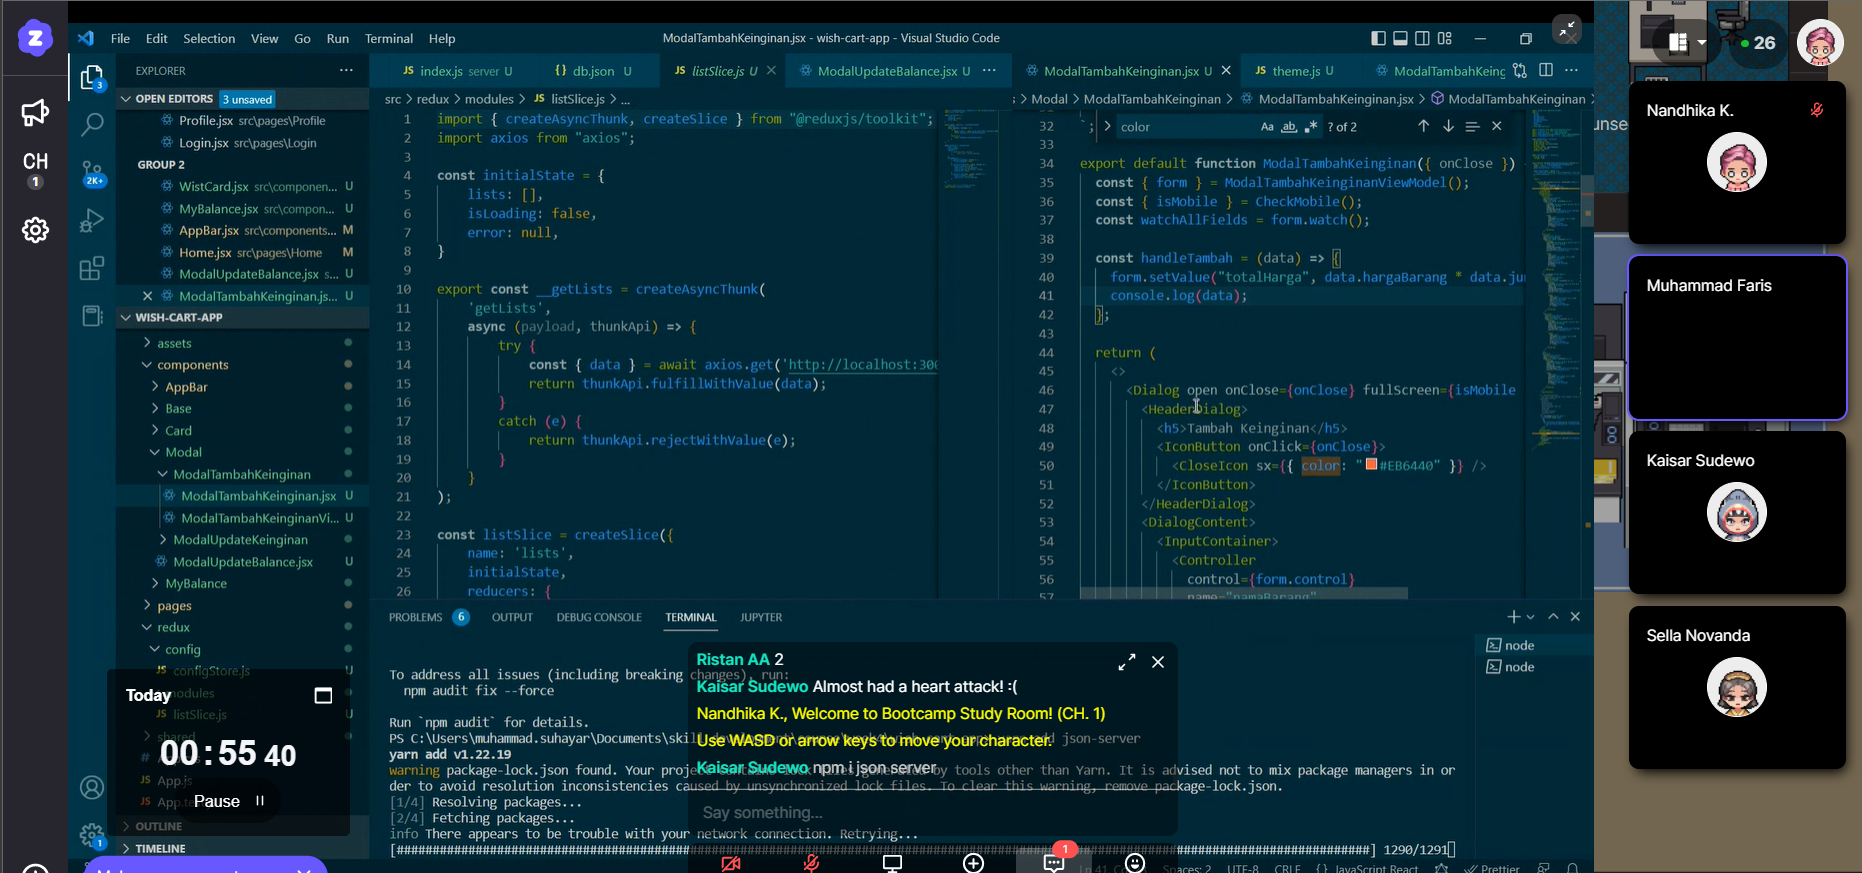 File Edit Selection View Go Run Terminal Help
ModalTambahKeinginan.jsx - wish-cart-app - Visual Studio Code
26
CH
1
EXPLORER
3
OPEN EDITORS 3 unsaved
Profile.jsx src\pages\Profile
Login.jsx src\pages\Login
GROUP 2
2K+
WistCard.jsx src\componen... U
MyBalance.jsx src\compon... U
AppBar.jsx src\components... M
Home.jsx src\pages\Home M
ModalUpdateBalance.jsx s... U
ModalTambahKeinginan.js... U
WISH-CART-APP
assets
components
AppBar
Base
Card
Modal
ModalTambahKeinginan
ModalTambahKeinginan.jsx U
ModalTambahKeinginanVi... U
ModalUpdateKeinginan
ModalUpdateBalance.jsx U
MyBalance
pages
redux
config
configStore.js U
modules
listSlice.js U
shared
App.js
OUTLINE
TIMELINE
1
Today
00:55 40
Pause
index.js server U
db.json U
listSlice.js U
ModalUpdateBalance.jsx U
src > redux > modules > JS listSlice.js > ...
1 import { createAsyncThunk, createSlice } from "@reduxjs/toolkit";
2 import axios from "axios";
3
4 const initialState = {
5 lists: [],
6 isLoading: false,
7 error: null,
8 }
9
10 export const __getLists = createAsyncThunk(
11 'getLists',
12 async (payload, thunkApi) => {
13 try {
14 const { data } = await axios.get('http://localhost:300
15 return thunkApi.fulfillWithValue(data);
16 }
17 catch (e) {
18 return thunkApi.rejectWithValue(e);
19 }
20 }
21 );
22
23 const listSlice = createSlice({
24 name: 'lists',
25 initialState,
26 reducers: {
ModalTambahKeinginan.jsx U
theme.js U
ModalTambahKeing
> Modal > ModalTambahKeinginan > ModalTambahKeinginan.jsx > ModalTambahKeinginan
color
Aa ab .* ? of 2
32 `;
33
34 export default function ModalTambahKeinginan({ onClose })
35 const { form } = ModalTambahKeinginanViewModel();
36 const { isMobile } = CheckMobile();
37 const watchAllFields = form.watch();
38
39 const handleTambah = (data) => {
40 form.setValue("totalHarga", data.hargaBarang * data.ju
41 console.log(data);
42 };
43
44 return (
45 <>
46 <Dialog open onClose={onClose} fullScreen={isMobile
47 <HeaderDialog>
48 <h5>Tambah Keinginan</h5>
49 <IconButton onClick={onClose}>
50 <CloseIcon sx={{ color: "#EB6440" }} />
51 </IconButton>
52 </HeaderDialog>
53 <DialogContent>
54 <InputContainer>
55 <Controller
56 control={form.control}
57 name="namaBarang"
PROBLEMS 6 OUTPUT DEBUG CONSOLE TERMINAL JUPYTER
node
node
To address all issues (including breaking changes), run:
npm audit fix --force
Run `npm audit` for details.
PS C:\Users\muhammad.suhayar\Documents\skil add json-server
yarn add v1.22.19
warning package-lock.json found. Your project contains lock files generated by tools other than Yarn. It is advised not to mix package managers in or
der to avoid resolution inconsistencies caused by unsynchronized lock files. To clear this warning, remove package-lock.json.
[1/4] Resolving packages...
[2/4] Fetching packages...
info There appears to be trouble with your network connection. Retrying...
1290/1291
Ristan AA 2
Kaisar Sudewo Almost had a heart attack! :(
Nandhika K., Welcome to Bootcamp Study Room! (CH. 1)
Use WASD or arrow keys to move your character.
Kaisar Sudewo npm i json server
Say something...
1
Spaces: 2 UTF-8 CRLF {} JavaScript React Prettier
Nandhika K.
Muhammad Faris
Kaisar Sudewo
Sella Novanda